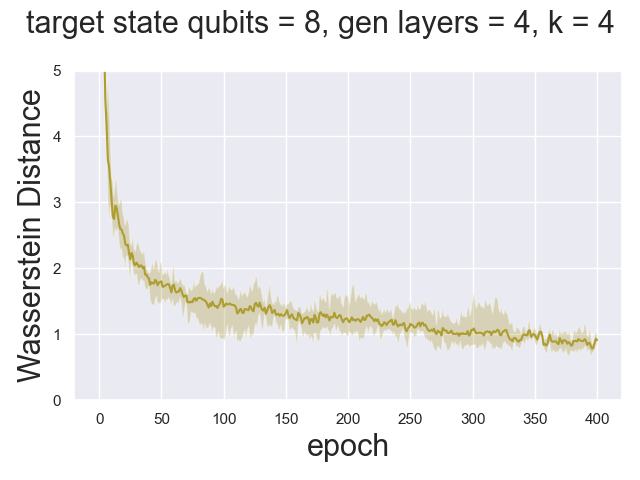 target state qubits = 8, gen layers = 4, k = 4
5
4
3
2
1
0
Wasserstein Distance
0 50 100 150 200 250 300 350 400
epoch